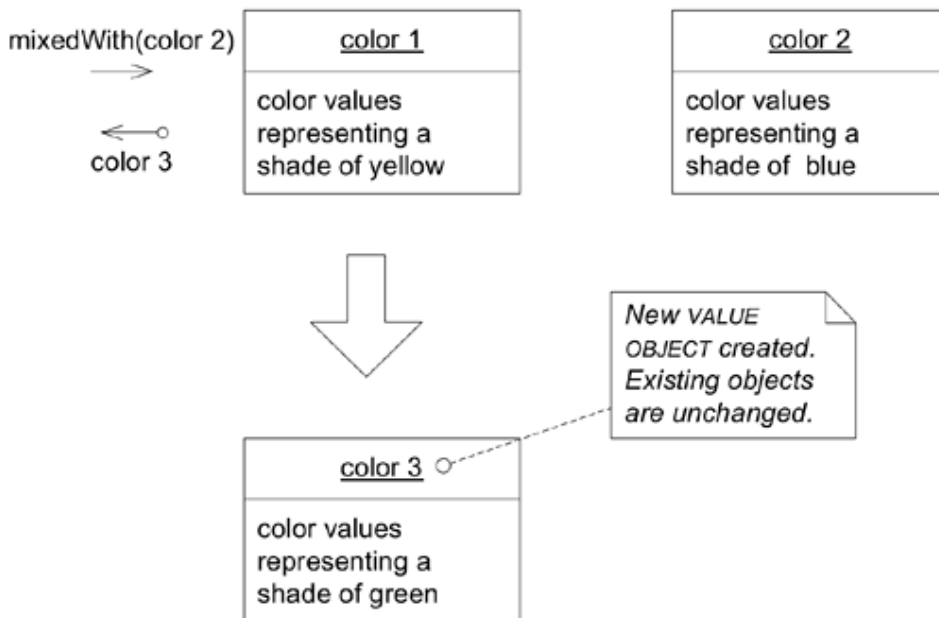 mixedWith(color 2)
color 3
color 1
color values
representing a
shade of yellow
color 2
color values
representing a
shade of  blue
New VALUE
OBJECT created.
Existing objects
are unchanged.
color 3
color values
representing a
shade of green